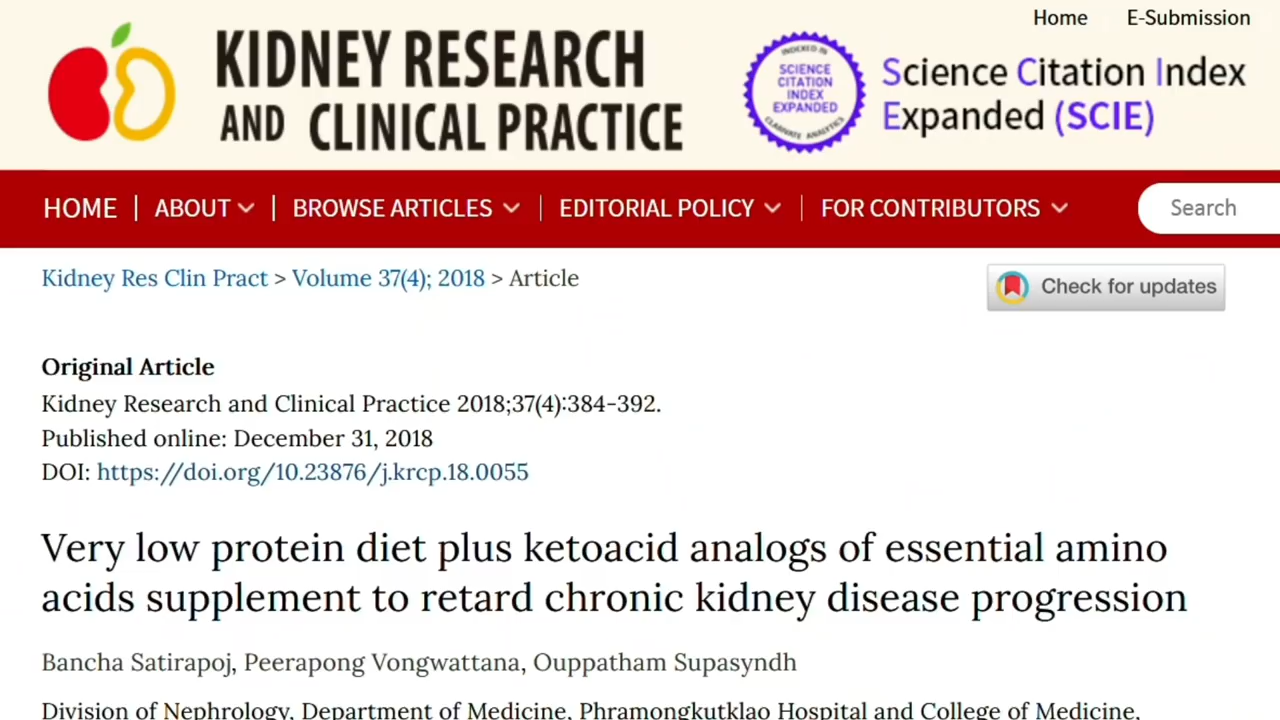 Home E-Submission
KIDNEY RESEARCH
AND CLINICAL PRACTICE
INDEXED IN
SCIENCE
CITATION
INDEX
EXPANDED
CLARIVATE ANALYTICS
Science Citation Index
Expanded (SCIE)
HOME | ABOUT | BROWSE ARTICLES | EDITORIAL POLICY | FOR CONTRIBUTORS Search
Kidney Res Clin Pract > Volume 37(4); 2018 > Article
Check for updates
Original Article
Kidney Research and Clinical Practice 2018;37(4):384-392.
Published online: December 31, 2018
DOI: https://doi.org/10.23876/j.krcp.18.0055
Very low protein diet plus ketoacid analogs of essential amino
acids supplement to retard chronic kidney disease progression
Bancha Satirapoj, Peerapong Vongwattana, Ouppatham Supasyndh
Division of Nephrology, Department of Medicine, Phramongkutklao Hospital and College of Medicine,